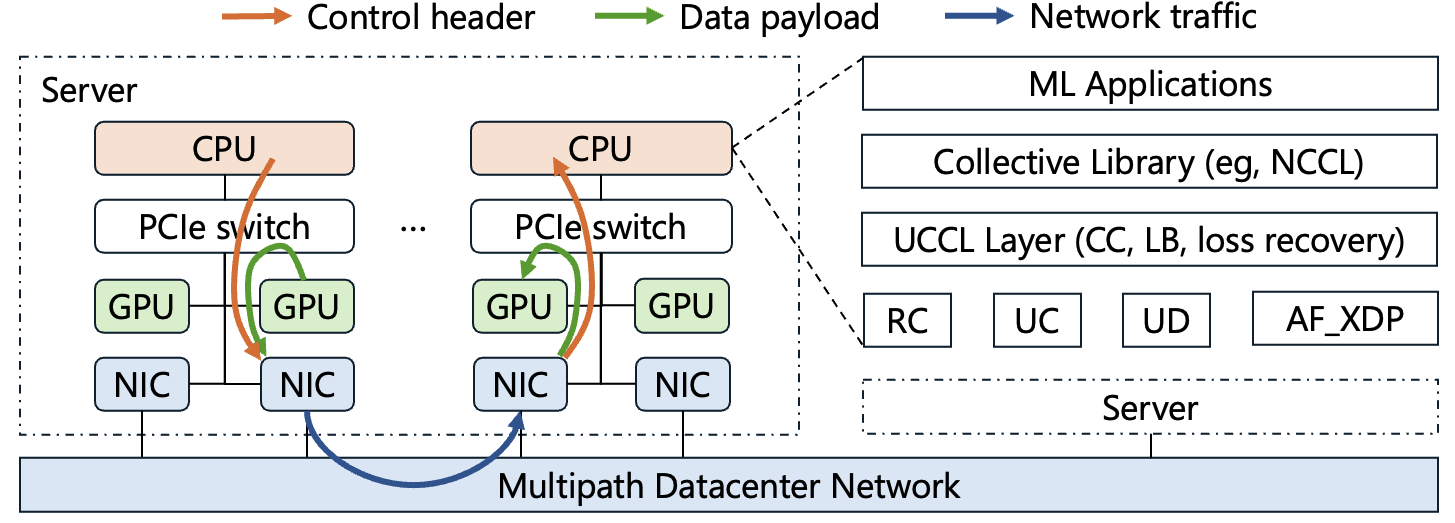 Control header
Data payload
Network traffic
Server
CPU
PCIe switch
GPU
GPU
NIC
NIC
...
CPU
PCIe switch
GPU
GPU
NIC
NIC
ML Applications
Collective Library (eg, NCCL)
UCCL Layer (CC, LB, loss recovery)
RC
UC
UD
AF_XDP
Server
Multipath Datacenter Network